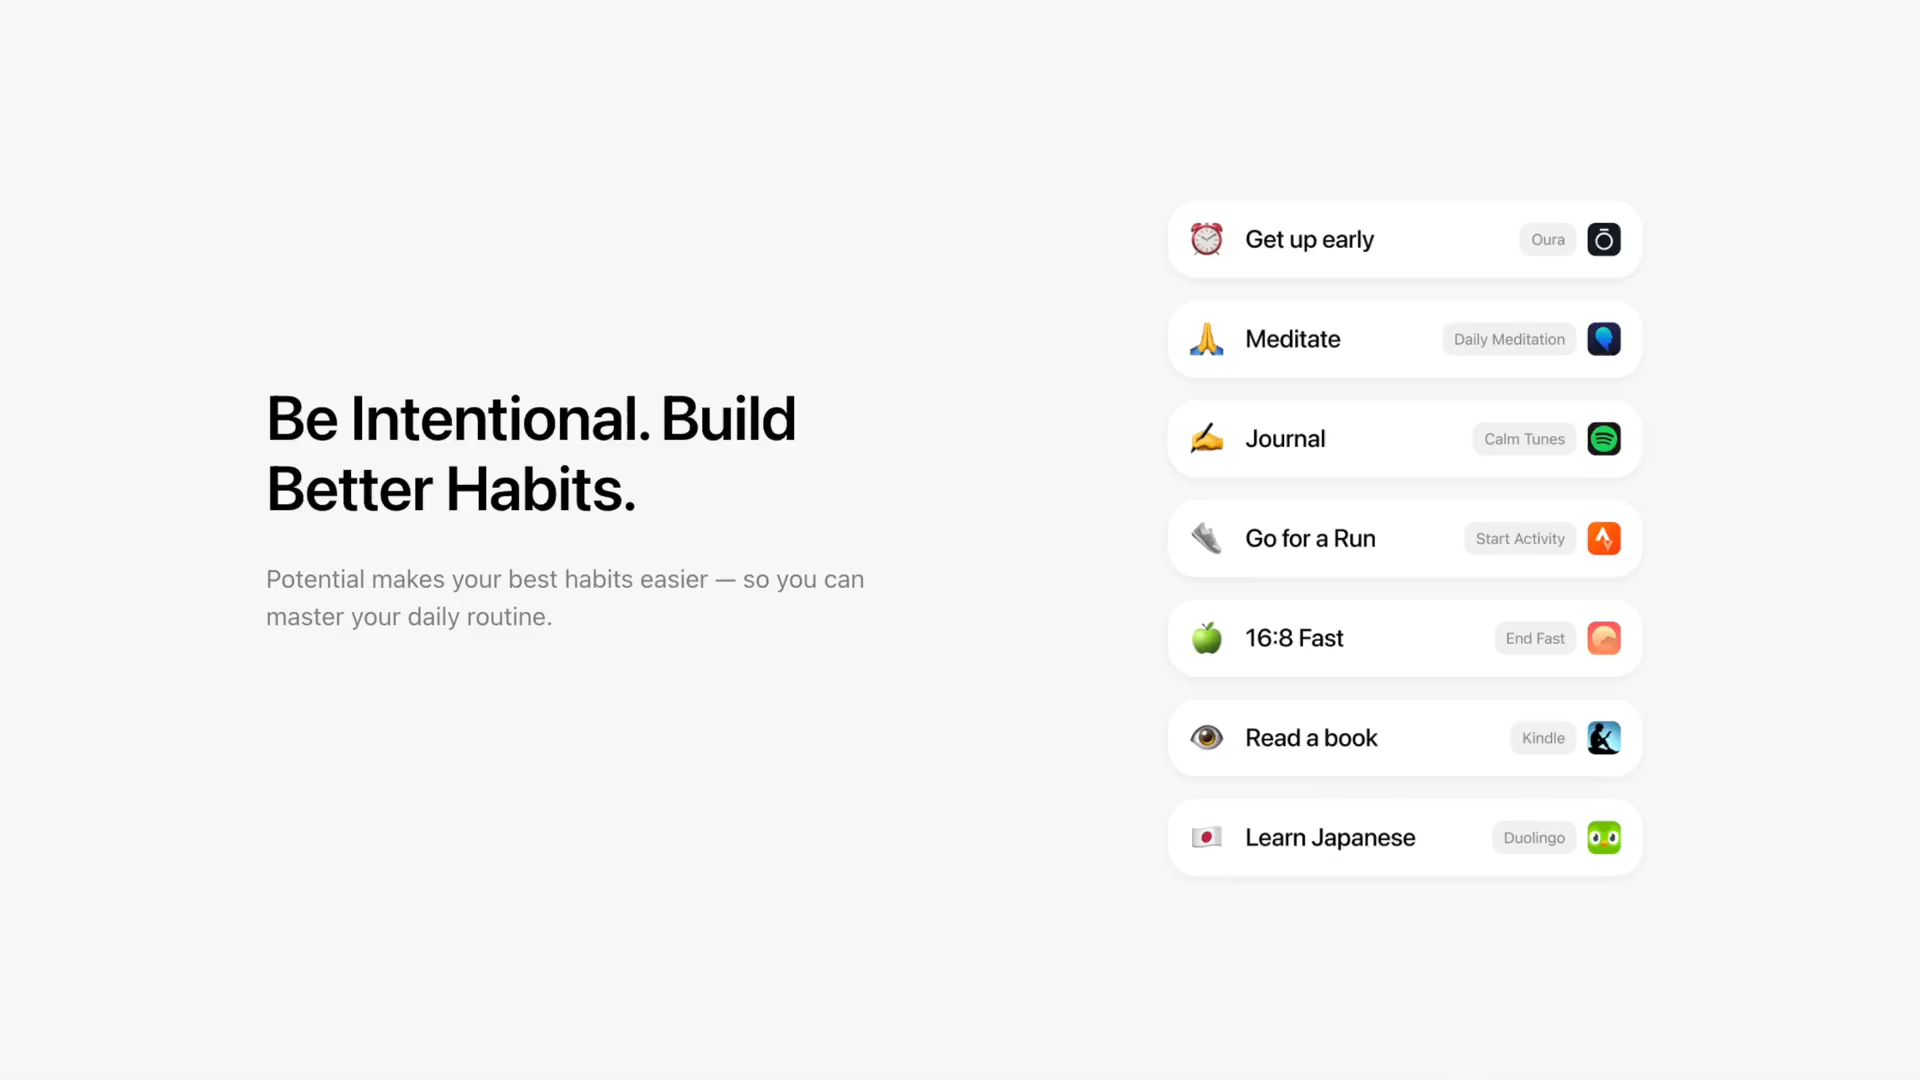 Be Intentional. Build
Better Habits.
Potential makes your best habits easier — so you can
master your daily routine.
Get up early
Oura
Meditate
Daily Meditation
Journal
Calm Tunes
Go for a Run
Start Activity
16:8 Fast
End Fast
Read a book
Kindle
Learn Japanese
Duolingo